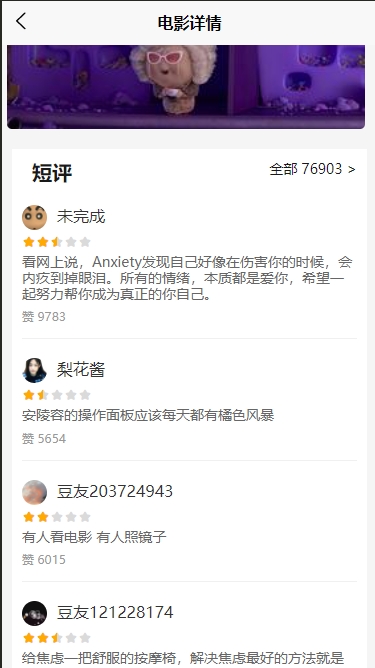 电影详情
短评
全部 76903 >
未完成
看网上说，Anxiety发现自己好像在伤害你的时候，会
内疚到掉眼泪。所有的情绪，本质都是爱你，希望一
起努力帮你成为真正的你自己。
赞 9783
梨花酱
安陵容的操作面板应该每天都有橘色风暴
赞 5654
豆友203724943
有人看电影 有人照镜子
赞 6015
豆友121228174
给焦虑一把舒服的按摩椅，解决焦虑最好的方法就是